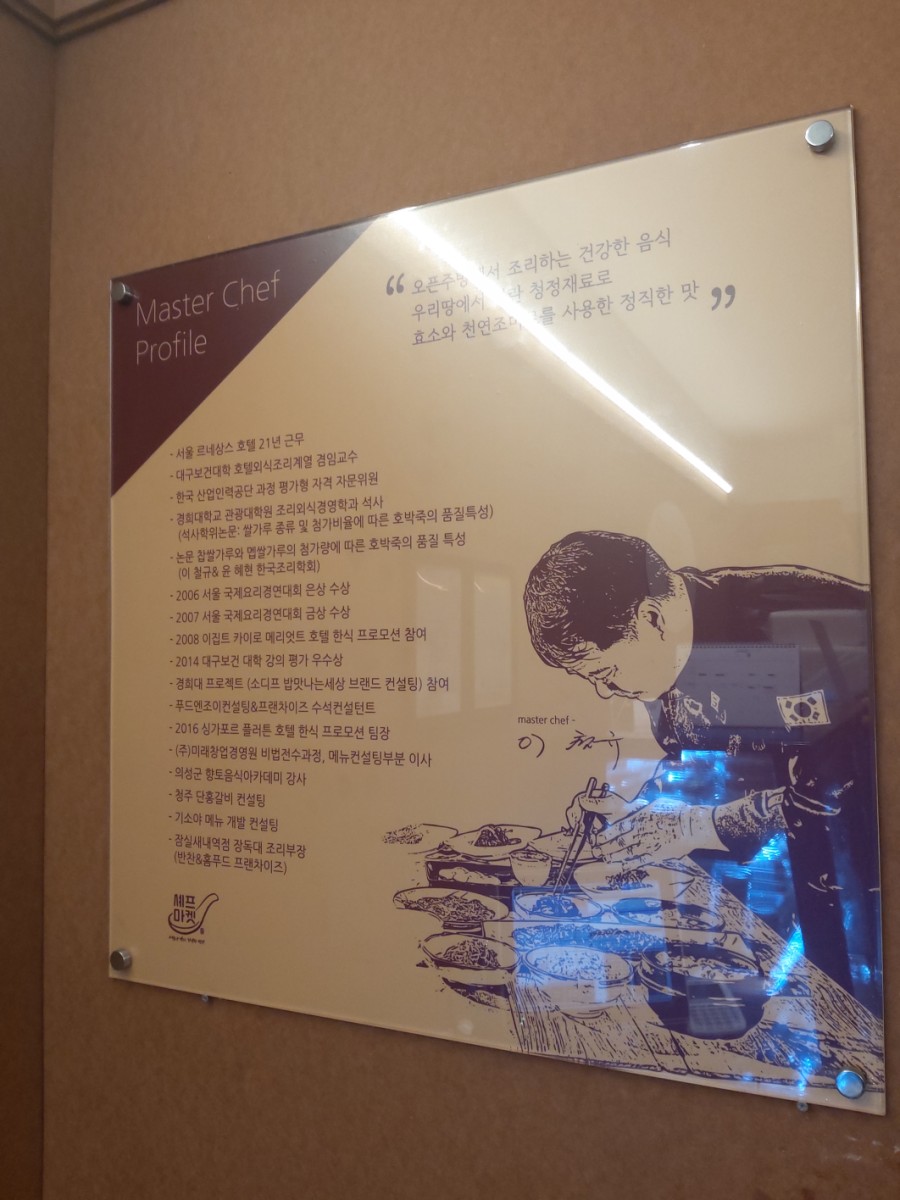 Master Chef
Profile
“ 오픈주방에서 조리하는 건강한 음식
우리땅에서 청정재료로
효소와 천연조미료를 사용한 정직한 맛 ”
- 서울 르네상스 호텔 21년 근무
- 대구보건대학 호텔외식조리계열 겸임교수
- 한국 산업인력공단 과정 평가형 자격 자문위원
- 경희대학교 관광대학원 조리외식경영학과 석사
(석사학위논문: 쌀가루 종류 및 첨가비율에 따른 호박죽의 품질특성)
- 논문 찹쌀가루와 멥쌀가루의 첨가량에 따른 호박죽의 품질 특성
(이 철규& 윤 혜현 한국조리학회)
- 2006 서울 국제요리경연대회 은상 수상
- 2007 서울 국제요리경연대회 금상 수상
- 2008 이집트 카이로 메리엇트 호텔 한식 프로모션 참여
- 2014 대구보건 대학 강의 평가 우수상
- 경희대 프로젝트 (소디프 밥맛나는세상 브랜드 컨설팅) 참여
- 푸드엔조이컨설팅&프랜차이즈 수석컨설턴트
- 2016 싱가포르 플러튼 호텔 한식 프로모션 팀장
- (주)미래창업경영원 비법전수과정, 메뉴컨설팅부분 이사
- 의성군 향토음식아카데미 강사
- 청주 단홍갈비 컨설팅
- 기소야 메뉴 개발 컨설팅
- 잠실새내역점 장독대 조리부장
(반찬&홈푸드 프랜차이즈)
master chef -
이 철규
셰프
마켓